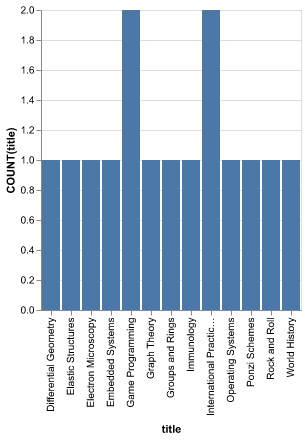 2.0
1.8
1.6
1.4
1.2
1.0
0.8
0.6
0.4
0.2
0.0
COUNT(title)
Differential Geometry
Elastic Structures
Electron Microscopy
Embedded Systems
Game Programming
Graph Theory
Groups and Rings
Immunology
International Practic…
Operating Systems
Ponzi Schemes
Rock and Roll
World History
title